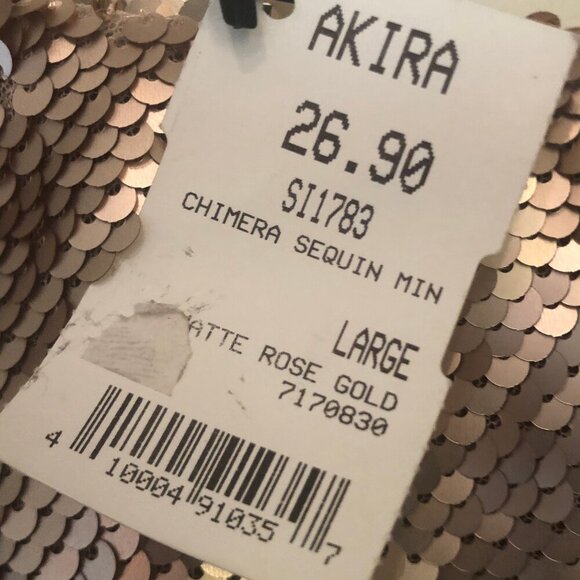 AKIRA
26.90
SI1783
CHIMERA SEQUIN MIN
LARGE
ATTE ROSE GOLD
7170830
4 10004 91035 7